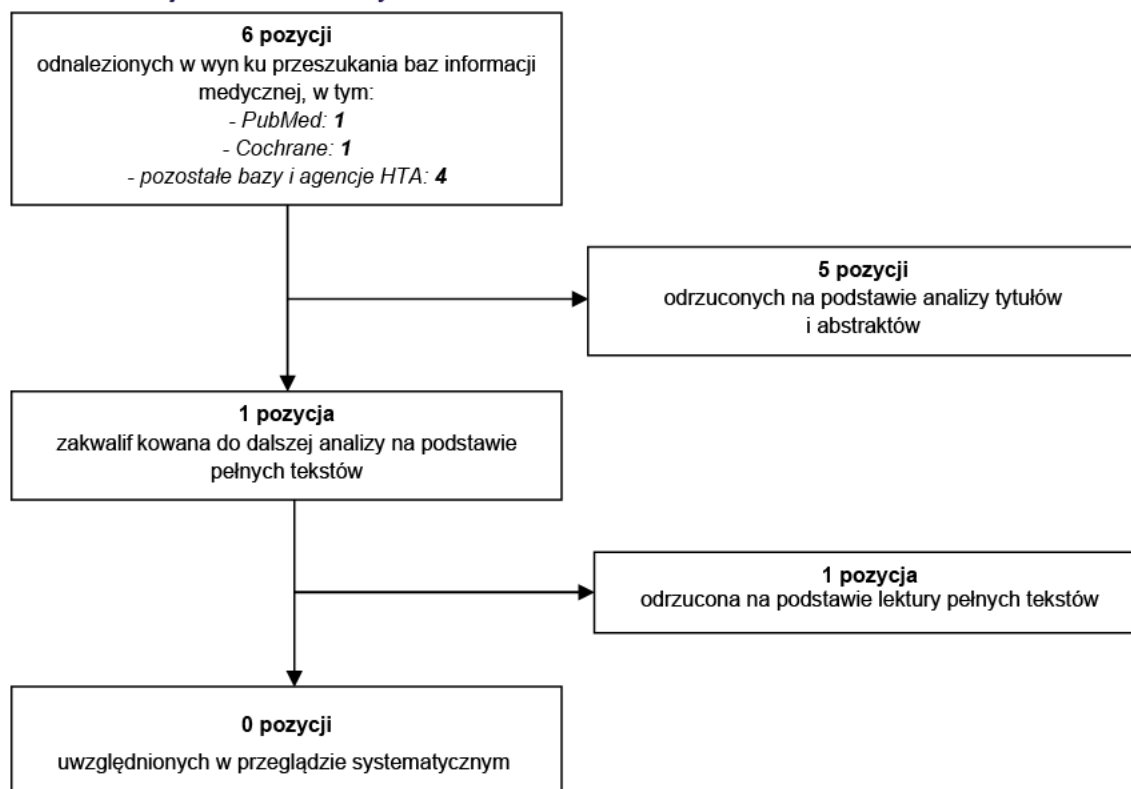 6 pozycji
odnalezionych w wyn ku przeszukania baz informacji
medycznej, w tym:
- PubMed: 1
- Cochrane: 1
- pozostałe bazy i agencje HTA: 4
5 pozycji
odrzuconych na podstawie analizy tytułów
i abstraktów
1 pozycja
zakwalif kowana do dalszej analizy na podstawie
pełnych tekstów
1 pozycja
odrzucona na podstawie lektury pełnych tekstów
0 pozycji
uwzględnionych w przeglądzie systematycznym